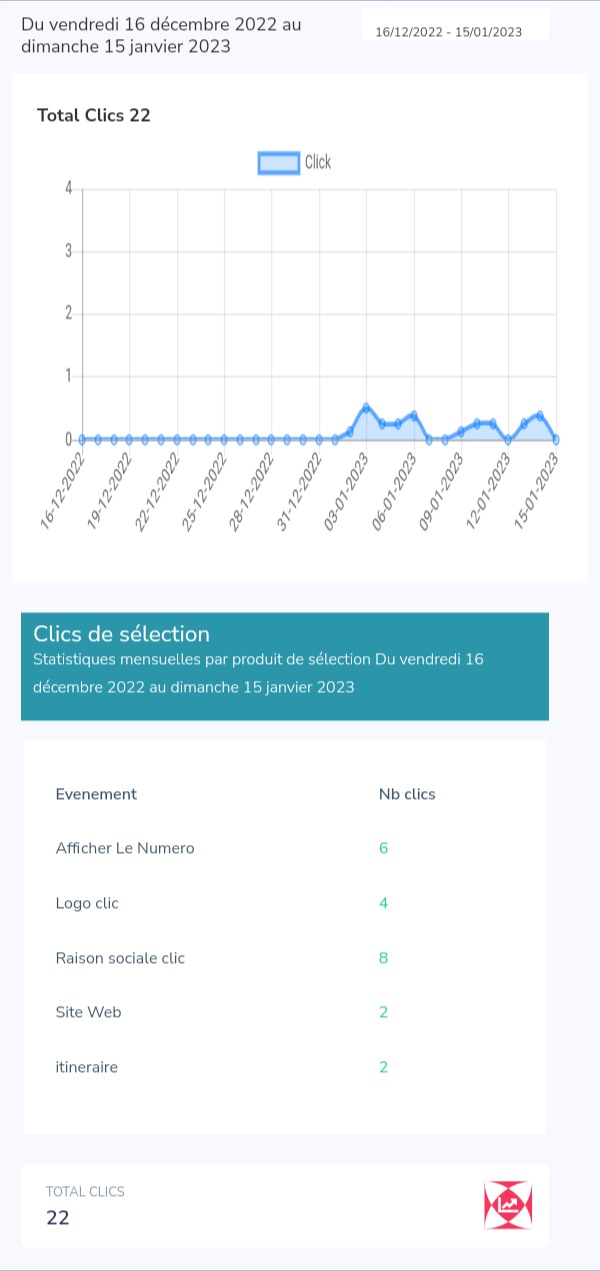 Du vendredi 16 décembre 2022 au
dimanche 15 janvier 2023
16/12/2022 - 15/01/2023
Total Clics 22
Click
4
3
2
1
0
16-12-2022
19-12-2022
22-12-2022
25-12-2022
28-12-2022
31-12-2022
03-01-2023
06-01-2023
09-01-2023
12-01-2023
15-01-2023
Clics de sélection
Statistiques mensuelles par produit de sélection Du vendredi 16
décembre 2022 au dimanche 15 janvier 2023
Evenement Nb clics
Afficher Le Numero 6
Logo clic 4
Raison sociale clic 8
Site Web 2
itineraire 2
TOTAL CLICS
22